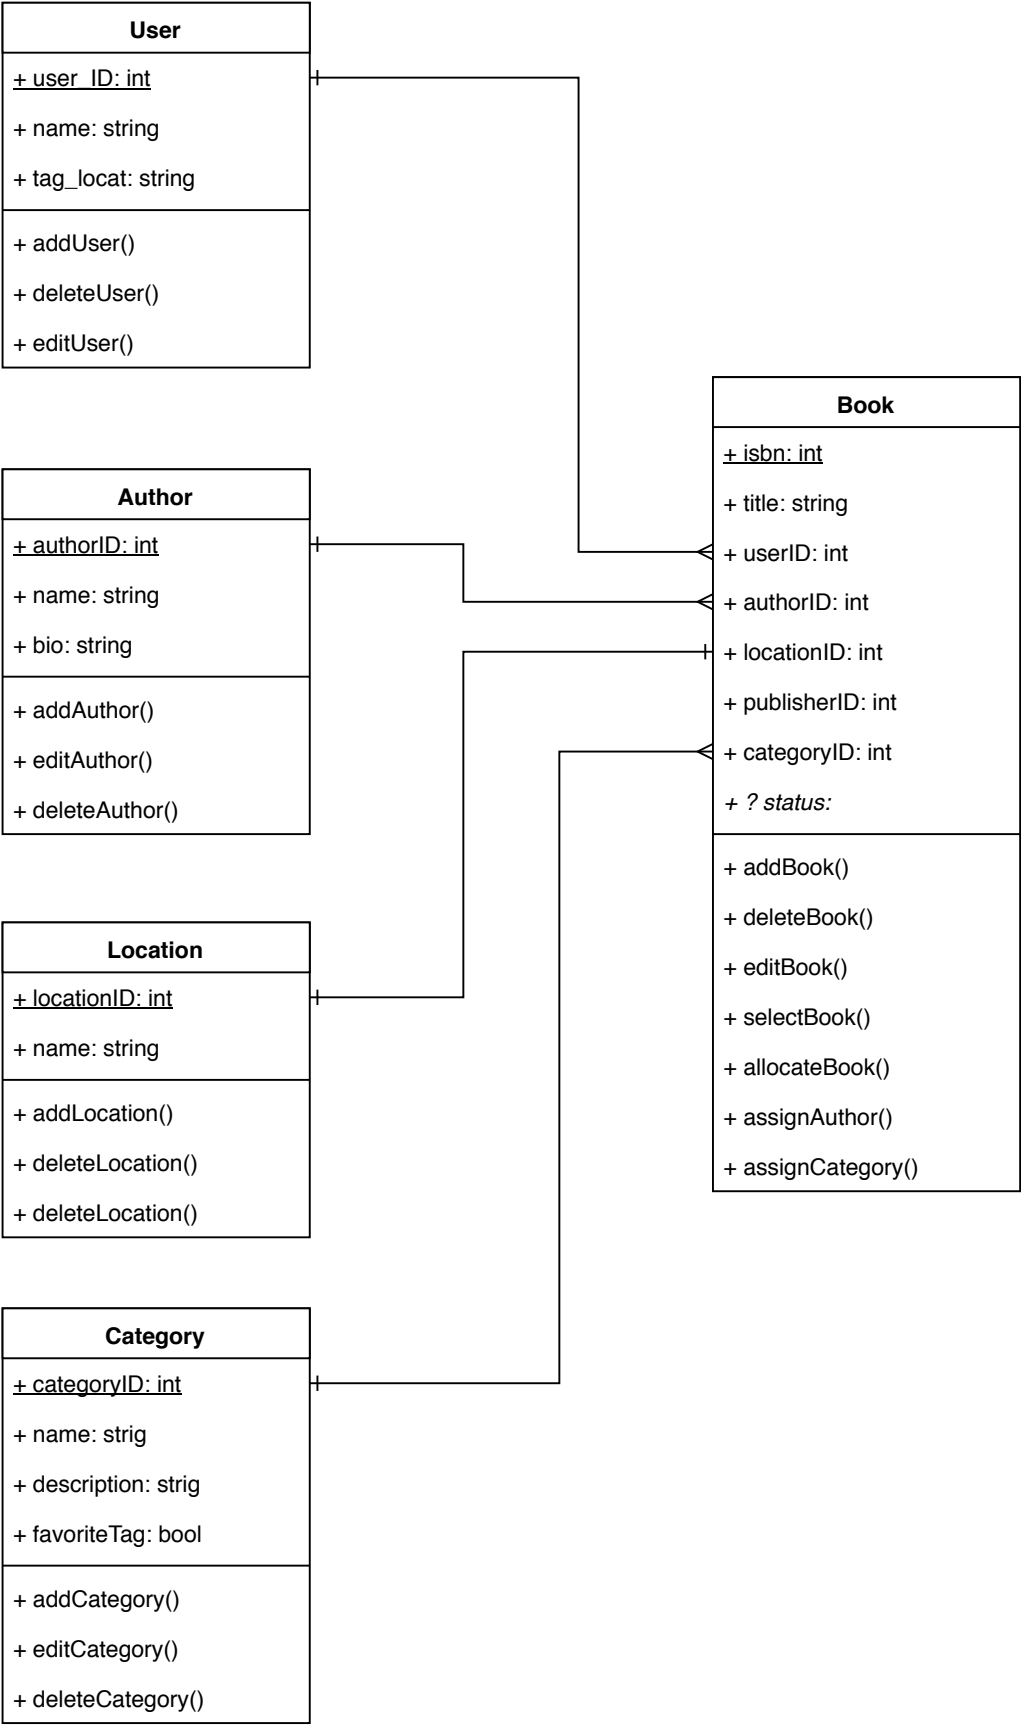 User
+ user_ID: int
+ name: string
+ tag_locat: string
+ addUser()
+ deleteUser()
+ editUser()
Author
+ authorID: int
+ name: string
+ bio: string
+ addAuthor()
+ editAuthor()
+ deleteAuthor()
Location
+ locationID: int
+ name: string
+ addLocation()
+ deleteLocation()
+ deleteLocation()
Category
+ categoryID: int
+ name: strig
+ description: strig
+ favoriteTag: bool
+ addCategory()
+ editCategory()
+ deleteCategory()
Book
+ isbn: int
+ title: string
+ userID: int
+ authorID: int
+ locationID: int
+ publisherID: int
+ categoryID: int
+ ? status:
+ addBook()
+ deleteBook()
+ editBook()
+ selectBook()
+ allocateBook()
+ assignAuthor()
+ assignCategory()